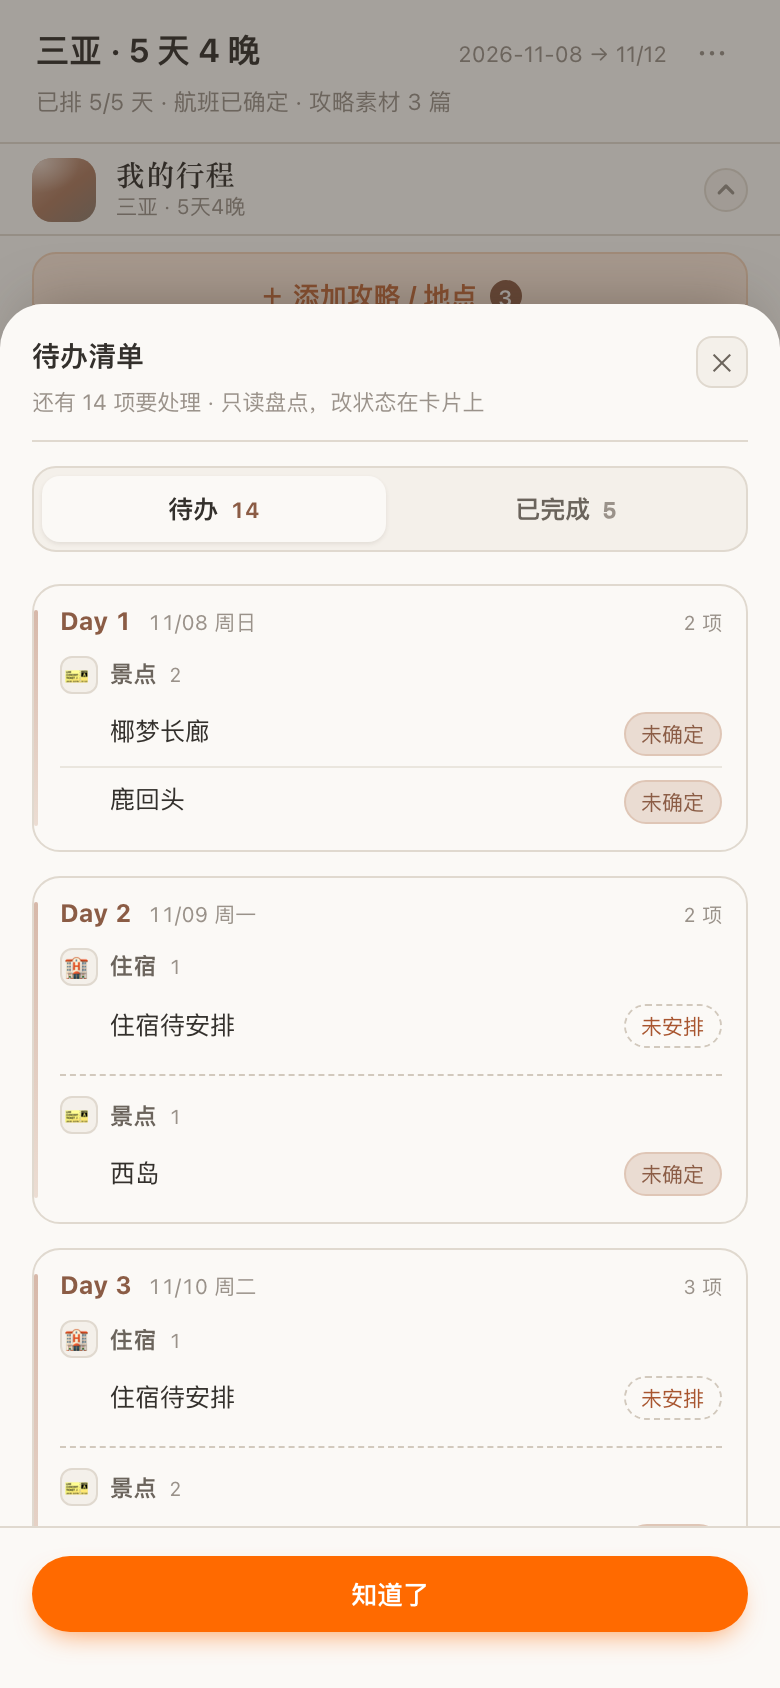 三亚 · 5 天 4 晚
2026-11-08 → 11/12 ···
已排 5/5 天 · 航班已确定 · 攻略素材 3 篇
我的行程
三亚 · 5天4晚
+ 添加攻略 / 地点 3
待办清单
还有 14 项要处理 · 只读盘点，改状态在卡片上
待办 14
已完成 5
Day 1 11/08 周日 2 项
景点 2
椰梦长廊 未确定
鹿回头 未确定
Day 2 11/09 周一 2 项
住宿 1
住宿待安排 未安排
景点 1
西岛 未确定
Day 3 11/10 周二 3 项
住宿 1
住宿待安排 未安排
景点 2
知道了